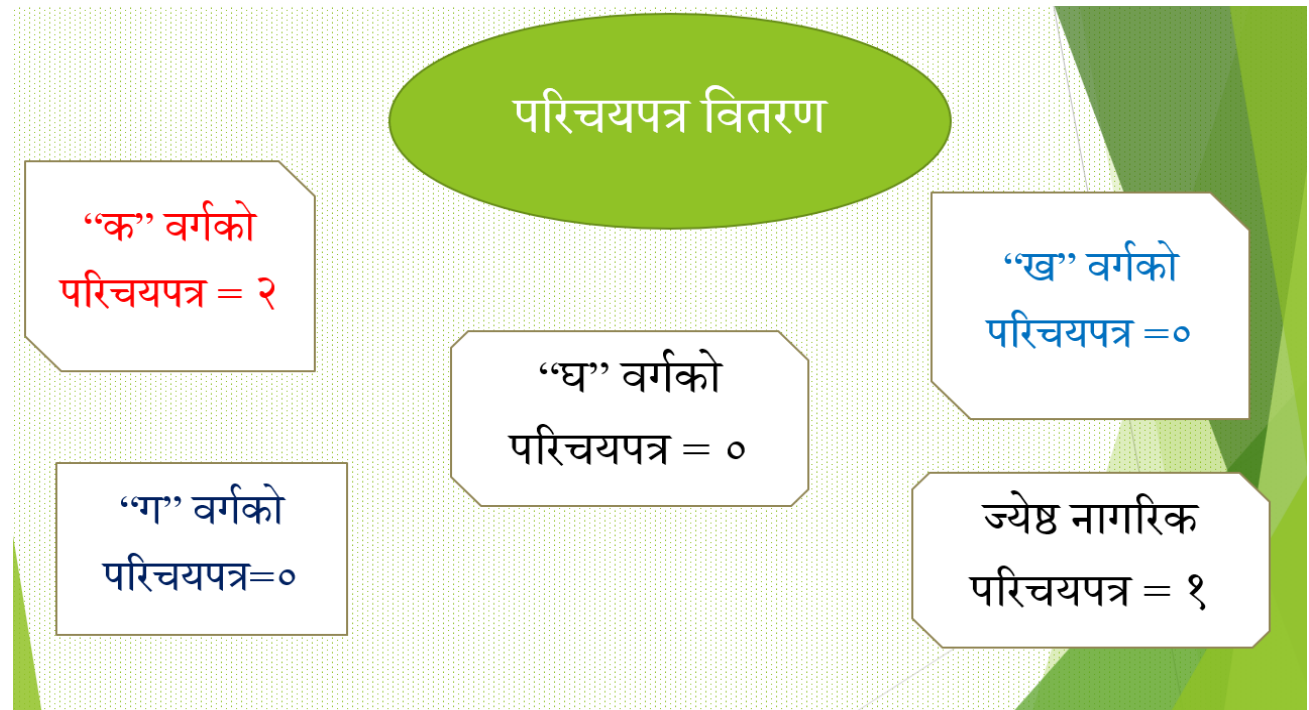 परिचयपत्र वितरण
“क” वर्गको
परिचयपत्र = २
“ख” वर्गको
परिचयपत्र =०
“घ” वर्गको
परिचयपत्र = ०
“ग” वर्गको
परिचयपत्र=०
ज्येष्ठ नागरिक
परिचयपत्र = १